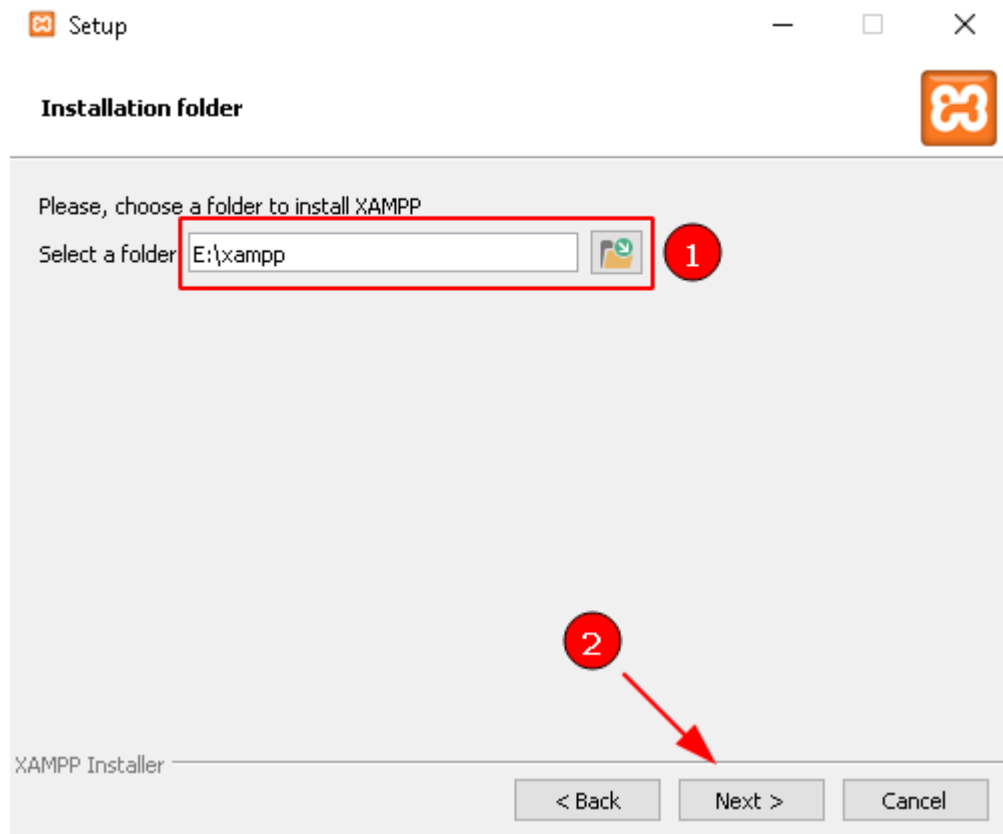 Setup
Installation folder
Please, choose a folder to install XAMPP
Select a folder E:\xampp
1
2
XAMPP Installer
< Back Next > Cancel